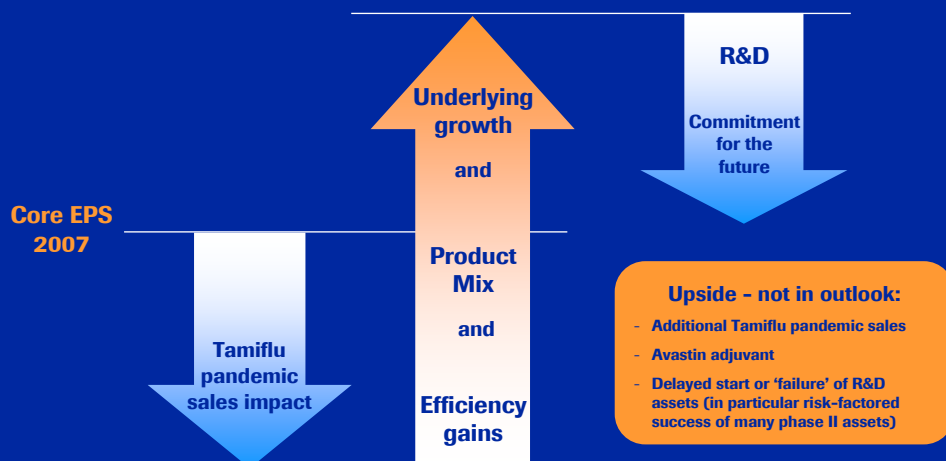 Core EPS
2007
Tamiflu
pandemic
sales impact
Underlying
growth
and
Product
Mix
and
Efficiency
gains
R&D
Commitment
for the
future
Upside - not in outlook:
- Additional Tamiflu pandemic sales
- Avastin adjuvant
- Delayed start or ‘failure’ of R&D
assets (in particular risk-factored
success of many phase II assets)